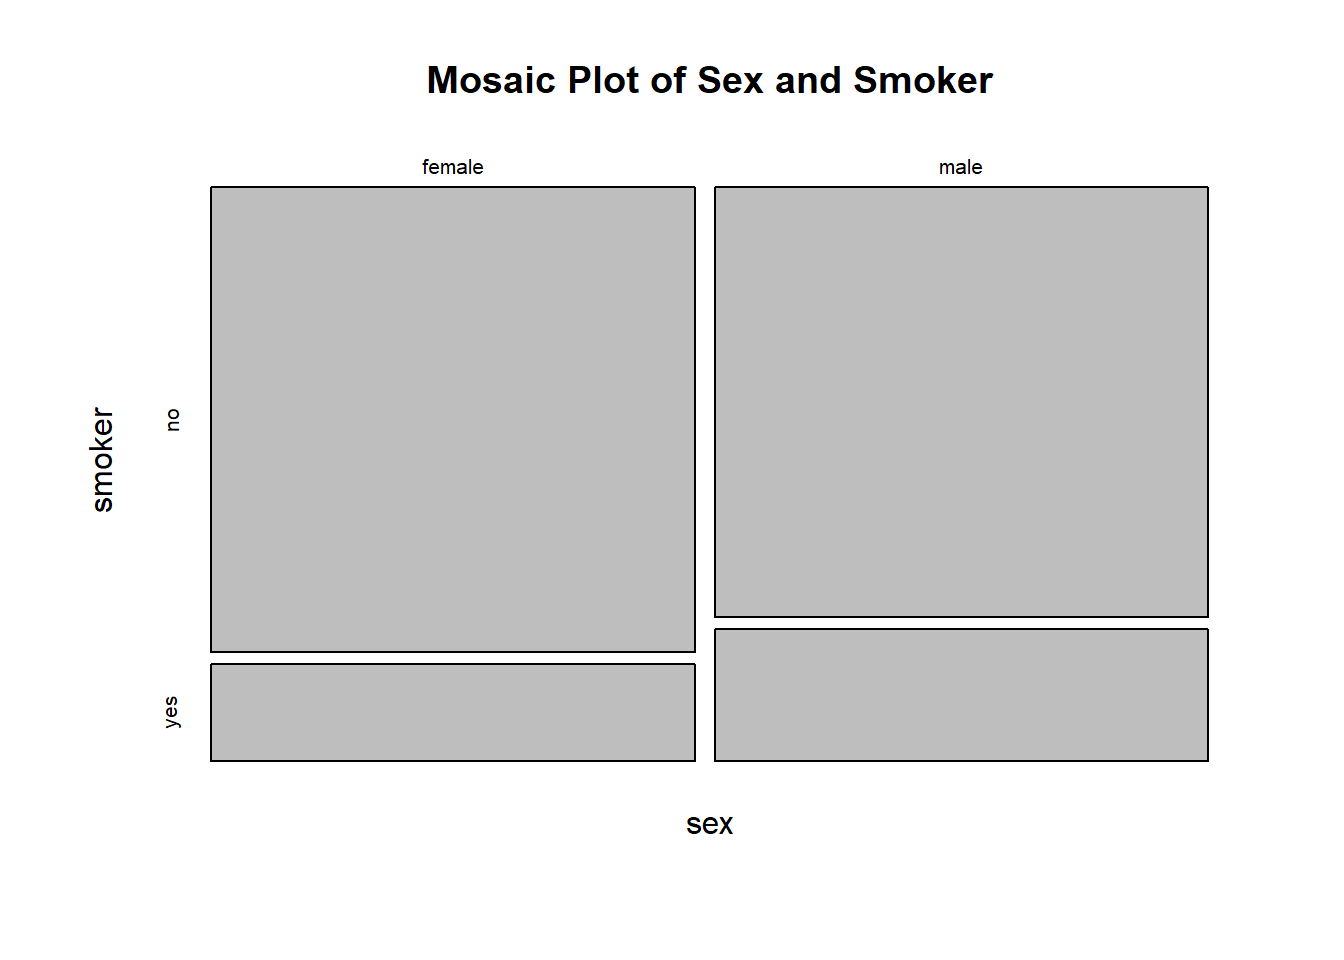 Mosaic Plot of Sex and Smoker
female
male
smoker
no
yes
sex